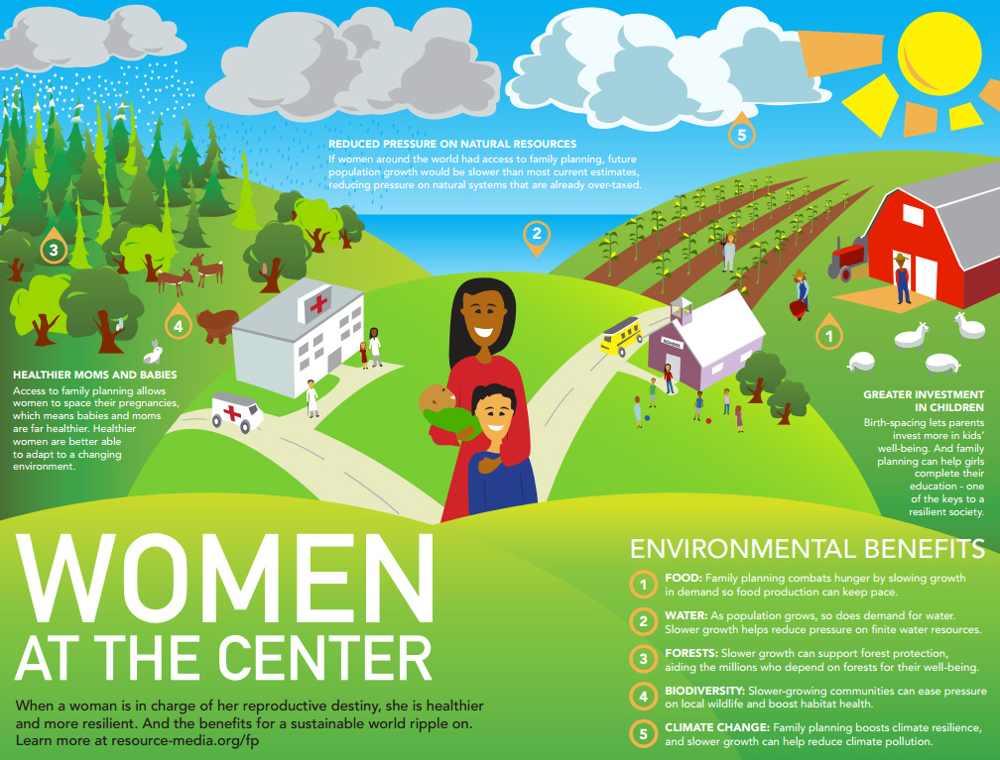 REDUCED PRESSURE ON NATURAL RESOURCES
If women around the world had access to family planning, future
population growth would be slower than most current estimates,
reducing pressure on natural systems that are already over-taxed.
5
2
3
4
1
SCHOOL
HEALTHIER MOMS AND BABIES
Access to family planning allows
women to space their pregnancies,
which means babies and moms
are far healthier. Healthier
women are better able
to adapt to a changing
environment.
GREATER INVESTMENT
IN CHILDREN
Birth-spacing lets parents
invest more in kids'
well-being. And family
planning can help girls
complete their
education - one
of the keys to a
resilient society.
WOMEN
AT THE CENTER
When a woman is in charge of her reproductive destiny, she is healthier
and more resilient. And the benefits for a sustainable world ripple on.
Learn more at resource-media.org/fp
ENVIRONMENTAL BENEFITS
1 FOOD: Family planning combats hunger by slowing growth
in demand so food production can keep pace.
2 WATER: As population grows, so does demand for water.
Slower growth helps reduce pressure on finite water resources.
3 FORESTS: Slower growth can support forest protection,
aiding the millions who depend on forests for their well-being.
4 BIODIVERSITY: Slower-growing communities can ease pressure
on local wildlife and boost habitat health.
5 CLIMATE CHANGE: Family planning boosts climate resilience,
and slower growth can help reduce climate pollution.